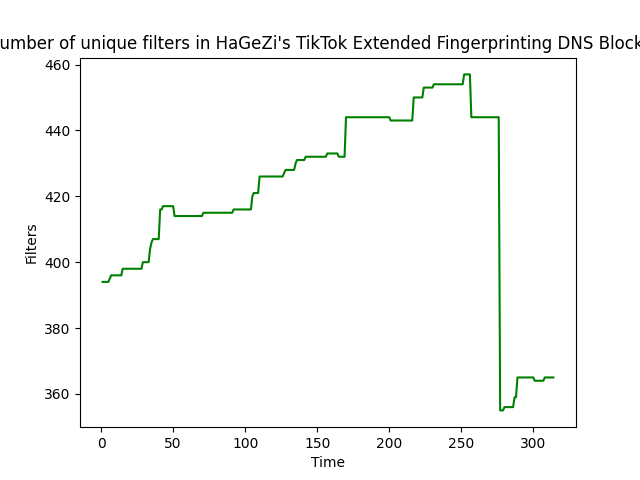 umber of unique filters in HaGeZi's TikTok Extended Fingerprinting DNS Block
460
440
420
400
380
360
Filters
0 50 100 150 200 250 300
Time